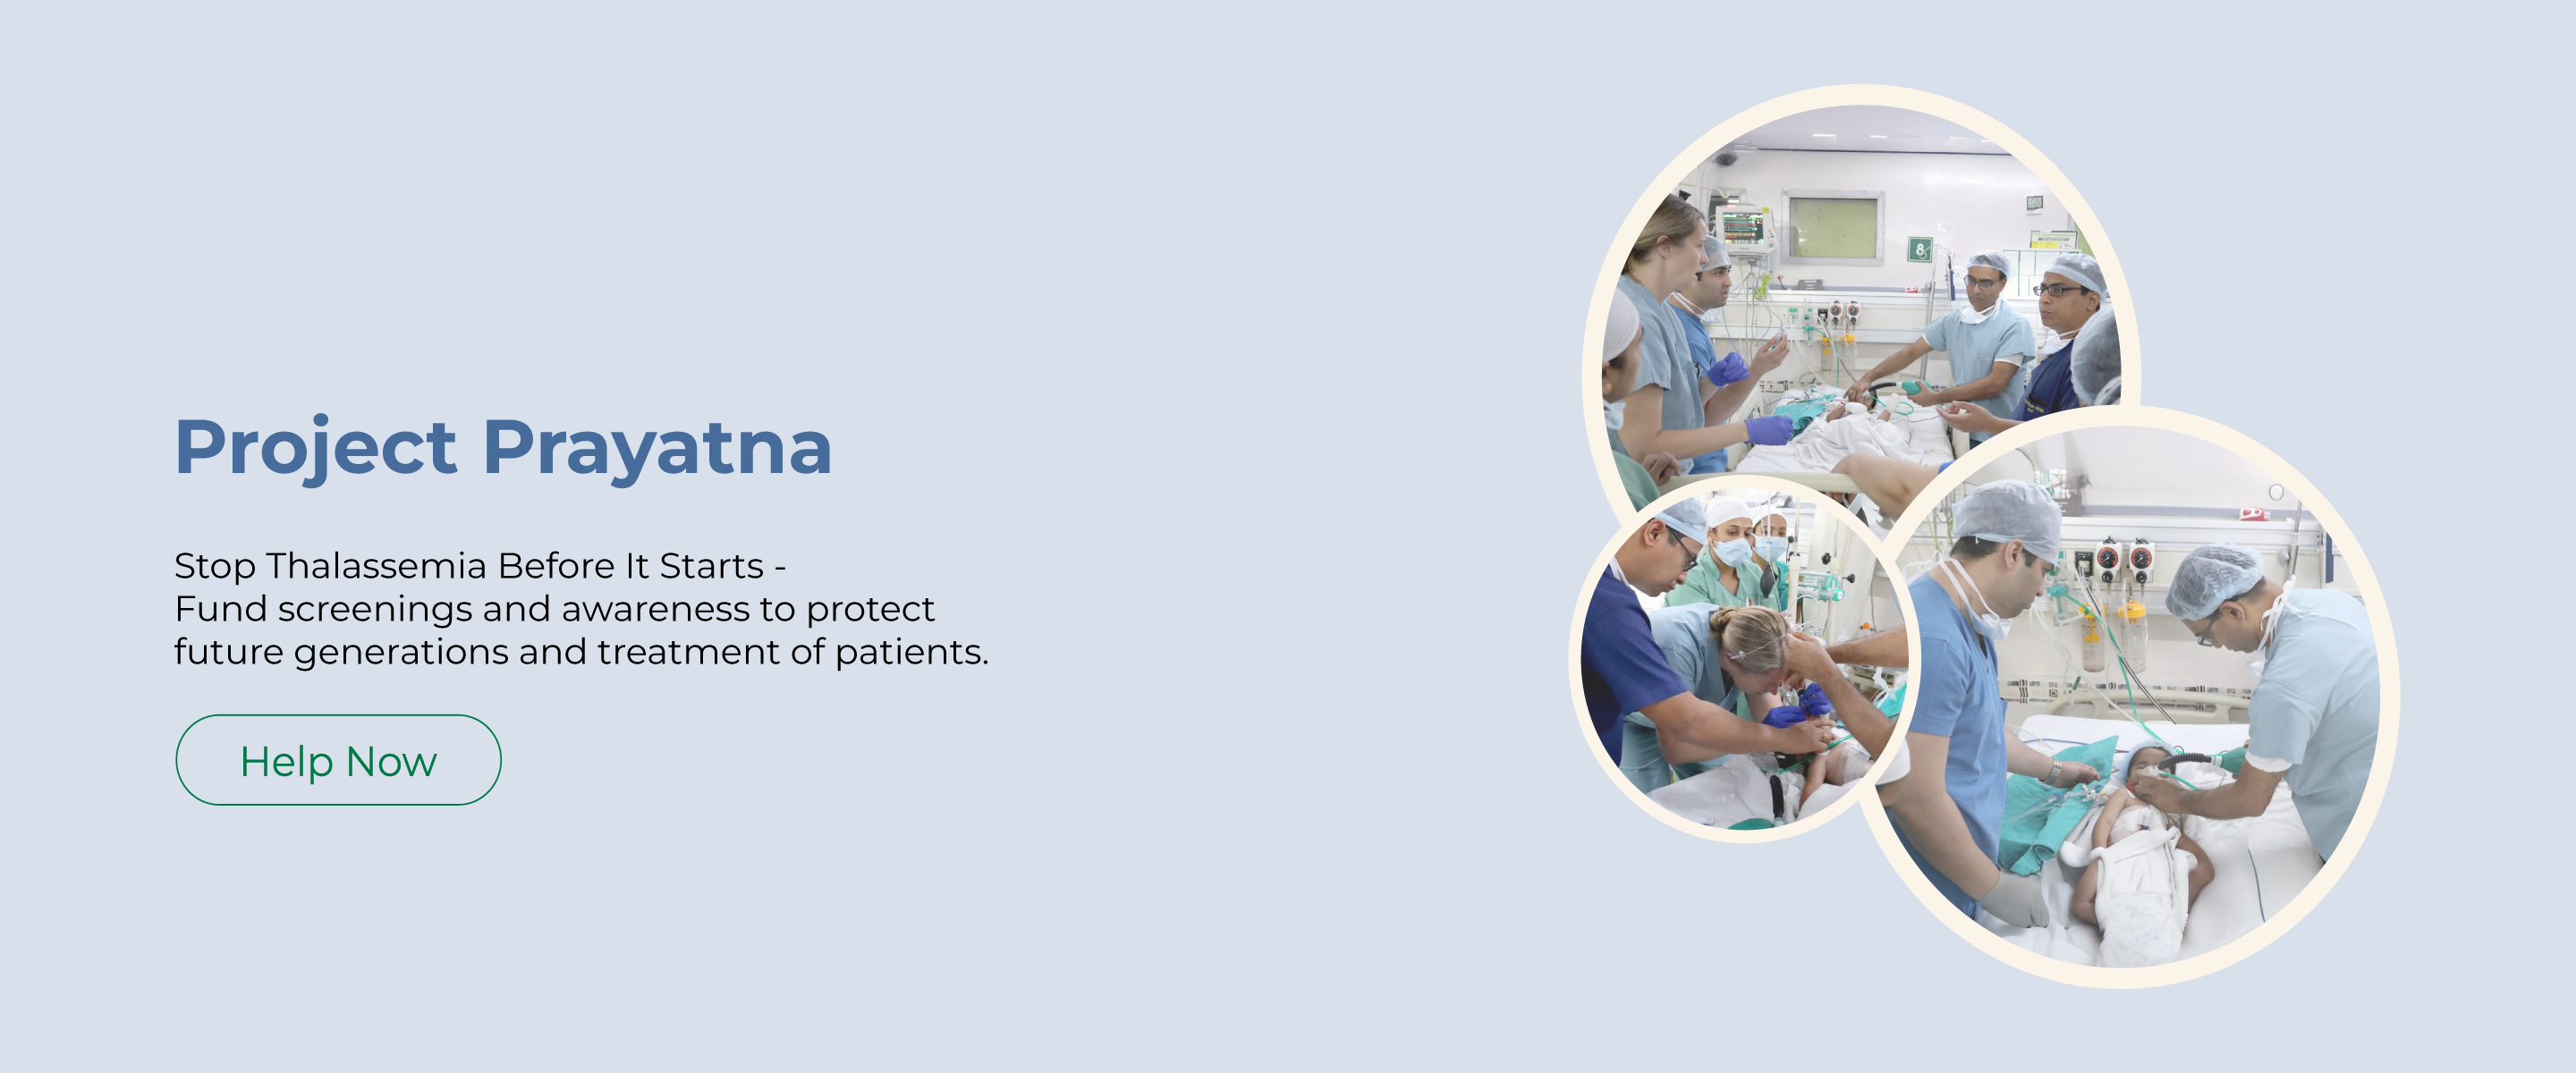 Project Prayatna
Stop Thalassemia Before It Starts -
Fund screenings and awareness to protect
future generations and treatment of patients.
Help Now
8